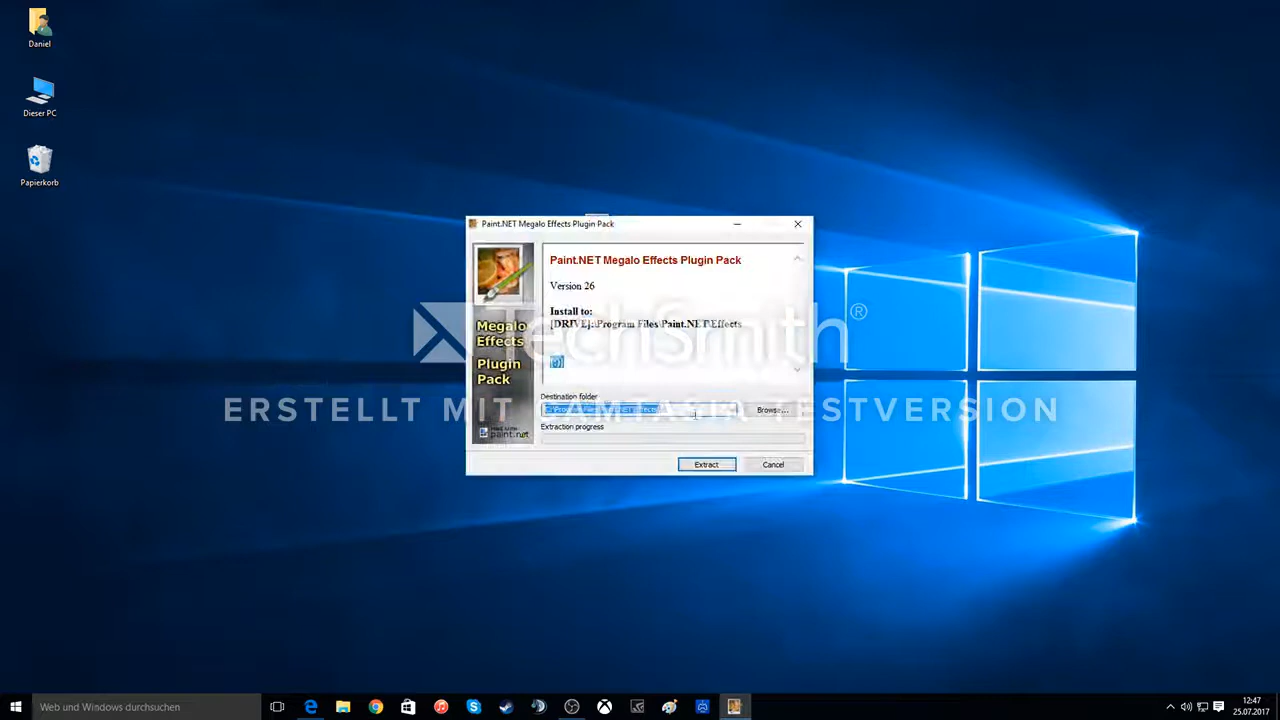 Daniel
Dieser PC
Papierkorb
Paint.NET Megalo Effects Plugin Pack
Paint.NET Megalo Effects Plugin Pack
Version 26
Install to:
[DRIVE]:\Program Files\Paint.NET\Effects
Megalo
Effects
Plugin
Pack
paint.net
TechSmith®
ERSTELLT MIT CAMTASIA TESTVERSION
Destination folder
Browse...
Extraction progress
Extract
Cancel
Web und Windows durchsuchen
12:47
25.07.2017